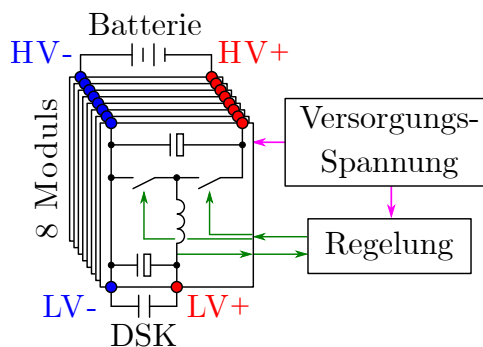 Batterie
HV-
HV+
8 Moduls
Versorgungs-
Spannung
Regelung
LV-
LV+
DSK